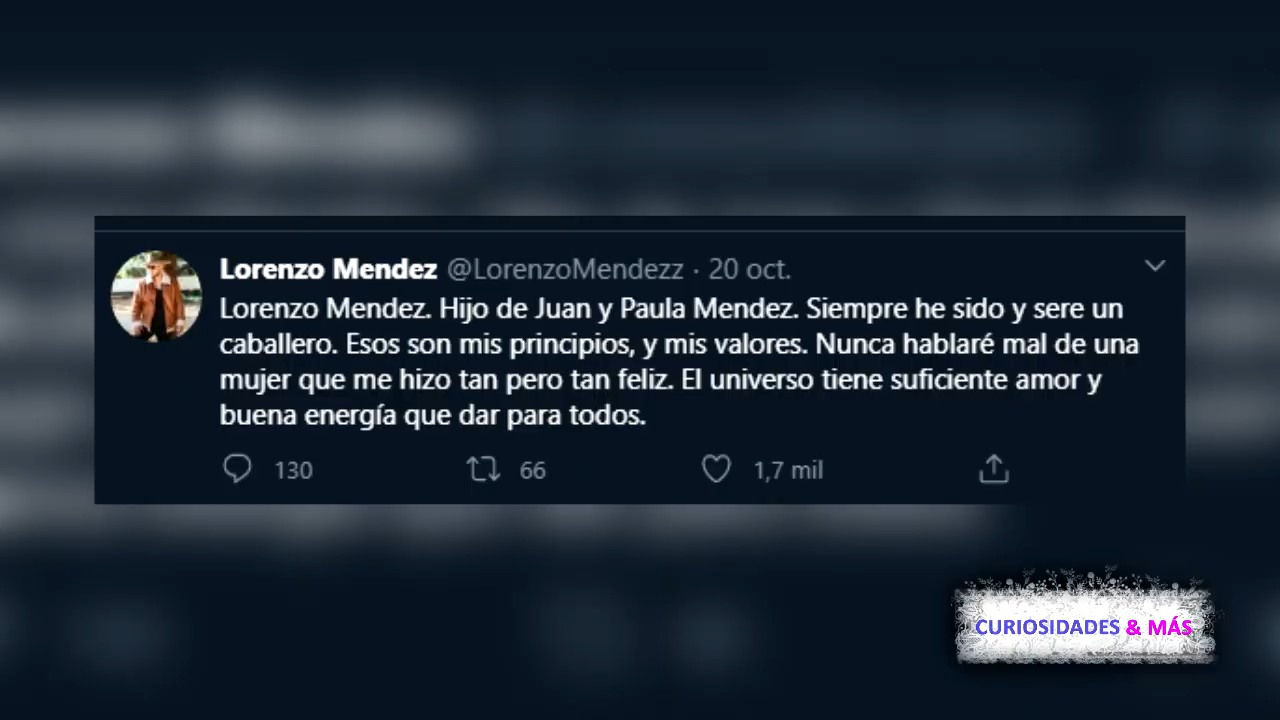 Lorenzo Mendez @LorenzoMendezz · 20 oct.
Lorenzo Mendez. Hijo de Juan y Paula Mendez. Siempre he sido y sere un
caballero. Esos son mis principios, y mis valores. Nunca hablaré mal de una
mujer que me hizo tan pero tan feliz. El universo tiene suficiente amor y
buena energía que dar para todos.
130 66 1,7 mil
CURIOSIDADES & MÁS